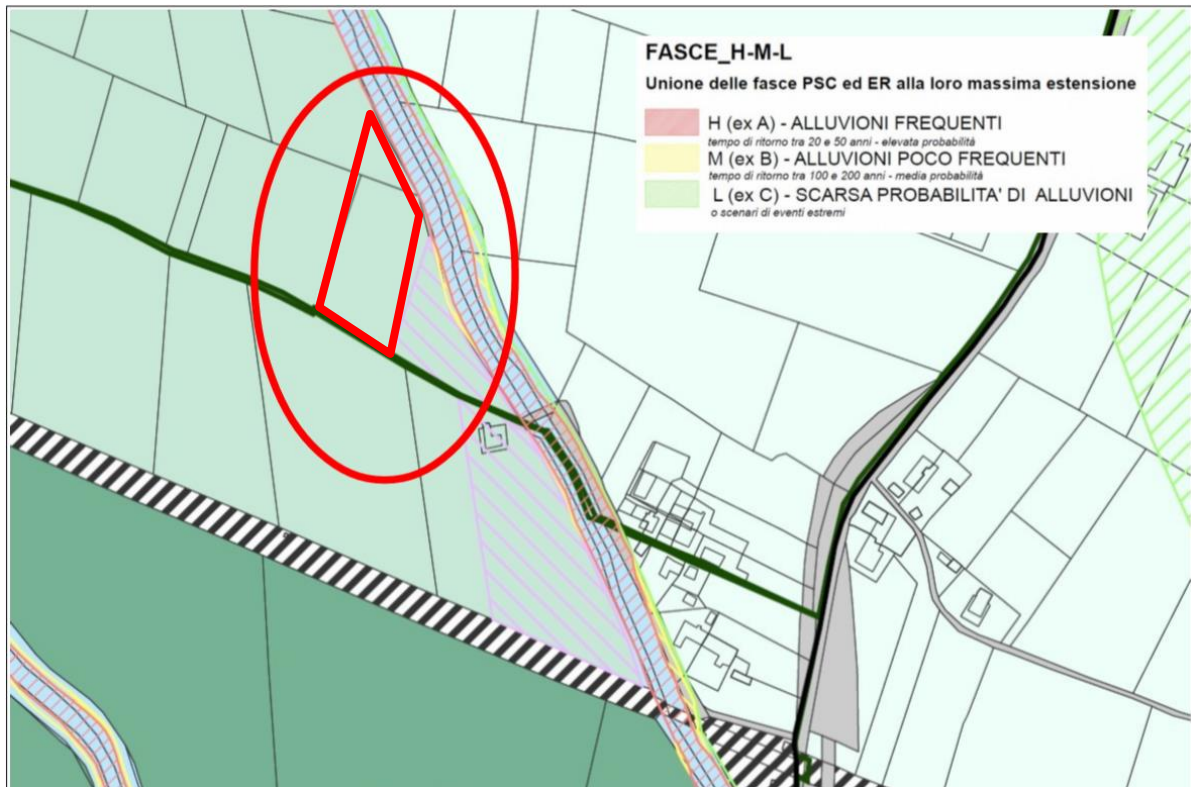 FASCE_H-M-L
Unione delle fasce PSC ed ER alla loro massima estensione
H (ex A) - ALLUVIONI FREQUENTI
tempo di ritorno tra 20 e 50 anni - elevata probabilità
M (ex B) - ALLUVIONI POCO FREQUENTI
tempo di ritorno tra 100 e 200 anni - media probabilità
L (ex C) - SCARSA PROBABILITA' DI ALLUVIONI
o scenari di eventi estremi